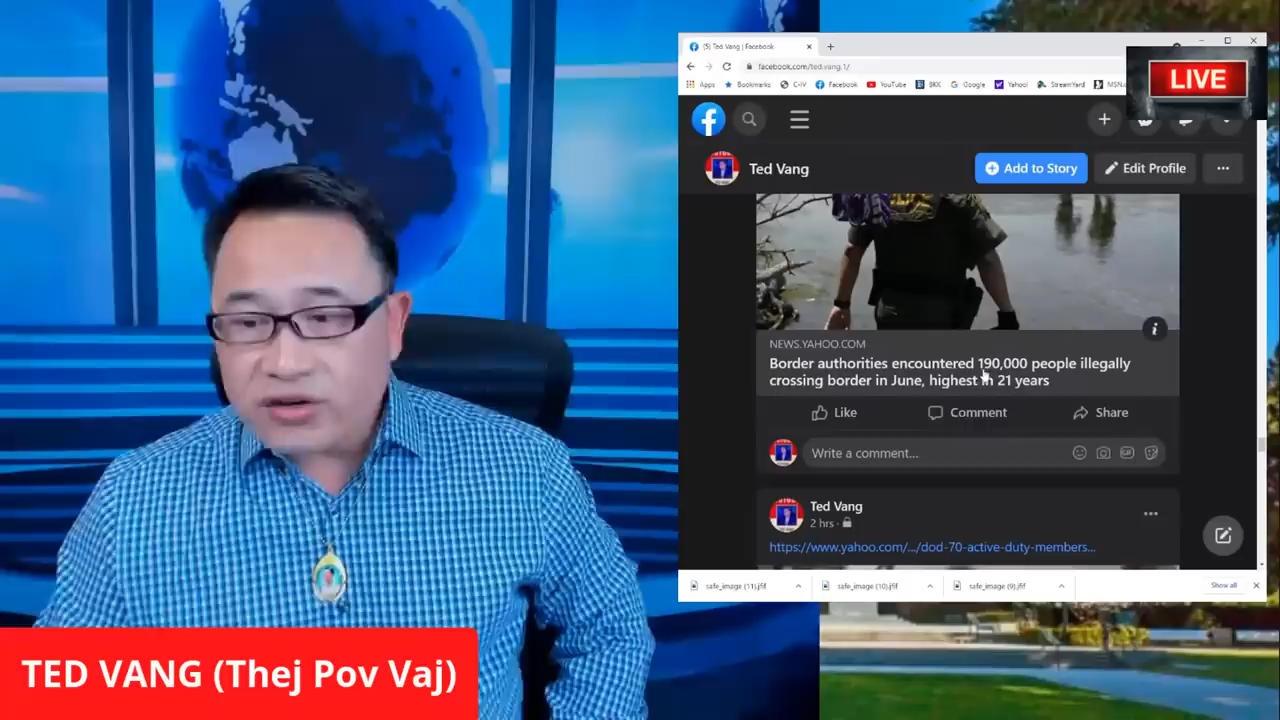 (5) Ted Vang | Facebook
facebook.com/ted.vang.1/
Apps Bookmarks C-IV Facebook YouTube BKK Google Yahoo! StreamYard MSN
LIVE
Ted Vang
Add to Story
Edit Profile
NEWS.YAHOO.COM
Border authorities encountered 190,000 people illegally
crossing border in June, highest in 21 years
Like Comment Share
Write a comment...
GIF
Ted Vang
2 hrs ·
https://www.yahoo.com/.../dod-70-active-duty-members...
safe_image (11).jfif safe_image (10).jfif safe_image (9).jfif Show all
TED VANG (Thej Pov Vaj)